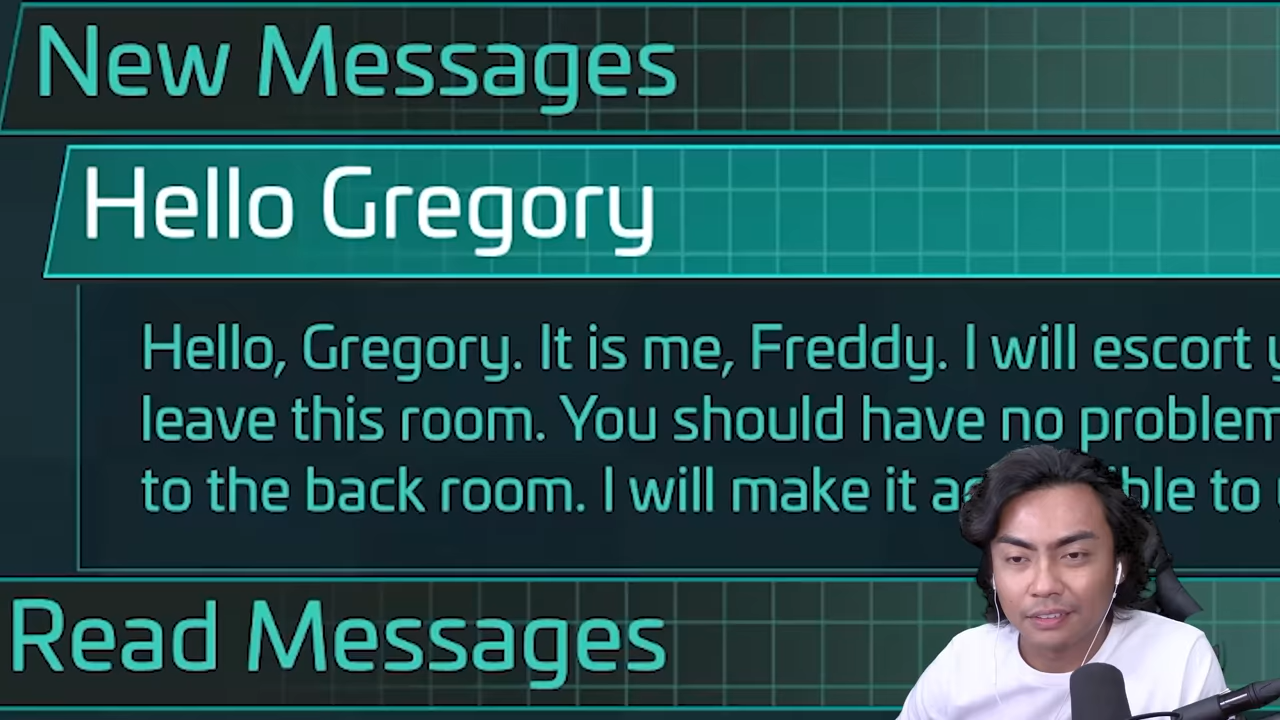 New Messages
Hello Gregory
Hello, Gregory. It is me, Freddy. I will escort
leave this room. You should have no problem
to the back room. I will make it to
Read Messages